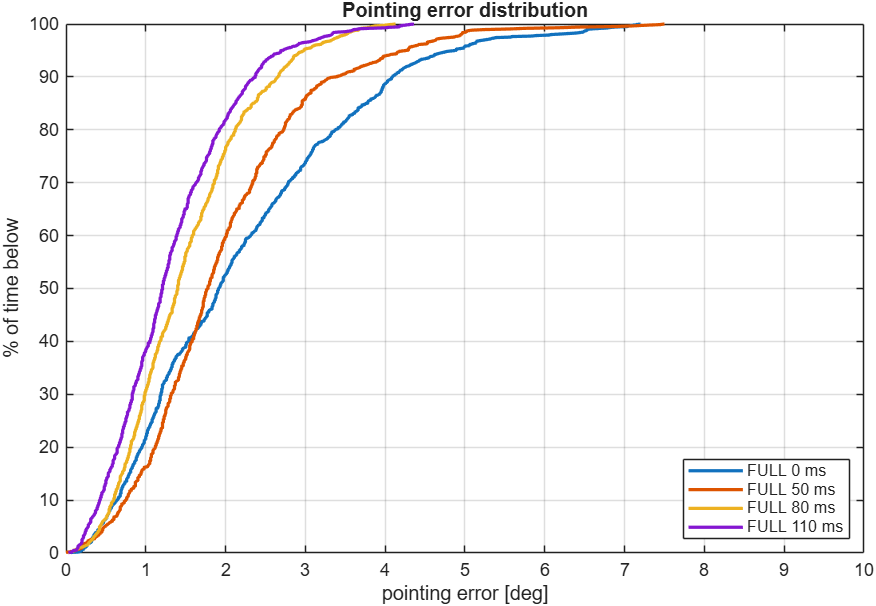 Pointing error distribution
% of time below
100
90
80
70
60
50
40
30
20
10
0
0 1 2 3 4 5 6 7 8 9 10
pointing error [deg]
FULL 0 ms
FULL 50 ms
FULL 80 ms
FULL 110 ms